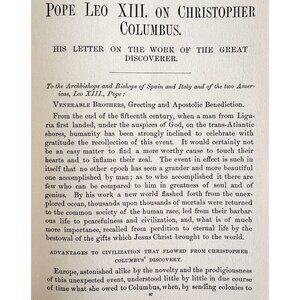 POPE LEO XIII. ON CHRISTOPHER
COLUMBUS.
HIS LETTER ON THE WORK OF THE GREAT
DISCOVERER.
To the Archbishops and Bishops of Spain and Italy and of the two Amer-
icas, Leo XIII., Pope:
VENERABLE BROTHERS, Greeting and Apostolic Benediction.
From the end of the fifteenth century, when a man from Ligu-
ria first landed, under the auspices of God, on the trans-Atlantic
shores, humanity has been strongly inclined to celebrate with
gratitude the recollection of this event. It would certainly not
be an easy matter to find a more worthy cause to touch their
hearts and to inflame their zeal. The event in effect is such in
itself that no other epoch has seen a grander and more beautiful
one accomplished by man; as to who accomplished it there are
few who can be compared to him in greatness of soul and of
genius. By his work a new world flashed forth from the unex-
plored ocean, thousands upon thousands of mortals were returned
to the common society of the human race, led from their barbar-
ous life to peacefulness and civilization, and, what is of much
more importance, recalled from perdition to eternal life by the
bestowal of the gifts which Jesus Christ brought to the world.
ADVANTAGES TO CIVILIZATION THAT FLOWED FROM CHRISTOPHER
COLUMBUS' DISCOVERY.
Europe, astonished alike by the novelty and the prodigiousness
of this unexpected event, understood little by little in due course
of time what she owed to Columbus, when, by sending colonies to